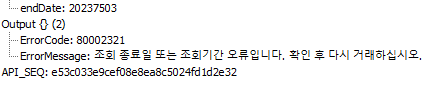 endDate: 20237503
Output {} (2)
ErrorCode: 80002321
ErrorMessage: 조회 종료일 또는 조회기간 오류입니다. 확인 후 다시 거래하십시오.
API_SEQ: e53c033e9cef08e8ea8c5024fd1d2e32